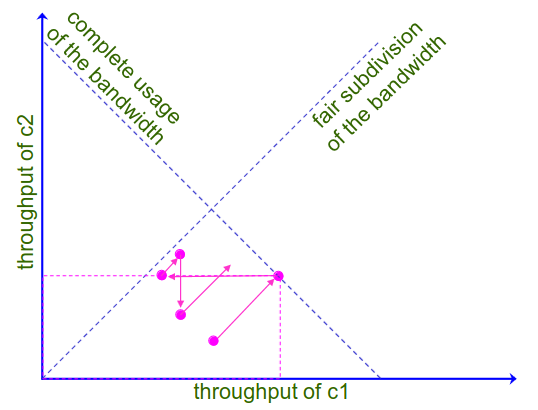 complete usage
of the bandwidth
fair subdivision
of the bandwidth
throughput of c2
throughput of c1